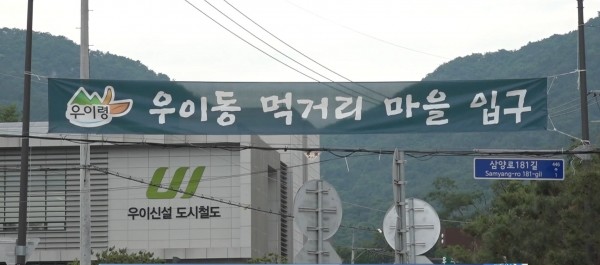 우이령
우이동 먹거리 마을 입구
삼양로181길
Samyang-ro 181-gil
우이신설 도시철도